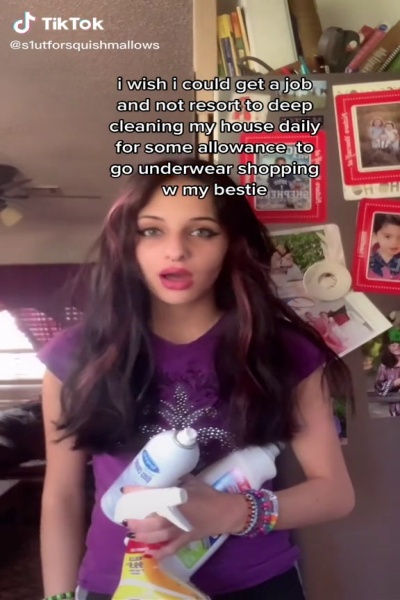 TikTok
@s1utforsquishmallows
i wish i could get a job
and not resort to deep
cleaning my house daily
for some allowance to
go underwear shopping
w my bestie